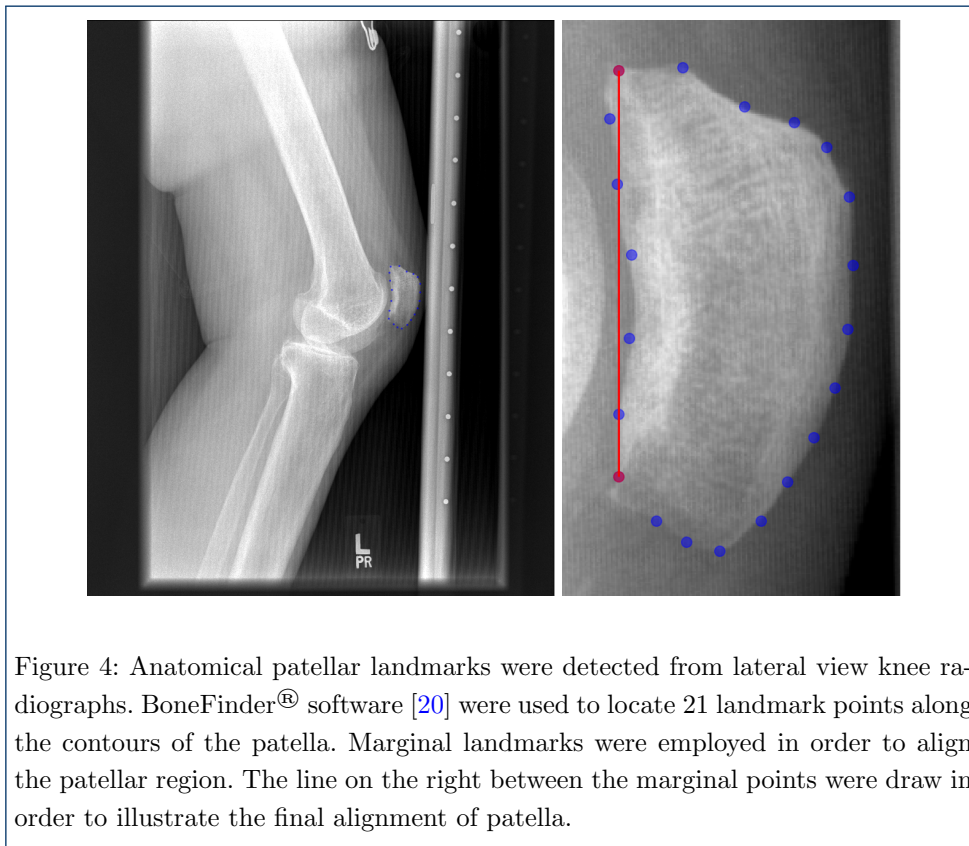 L
PR
Figure 4: Anatomical patellar landmarks were detected from lateral view knee ra-
diographs. BoneFinder® software [20] were used to locate 21 landmark points along
the contours of the patella. Marginal landmarks were employed in order to align
the patellar region. The line on the right between the marginal points were draw in
order to illustrate the final alignment of patella.